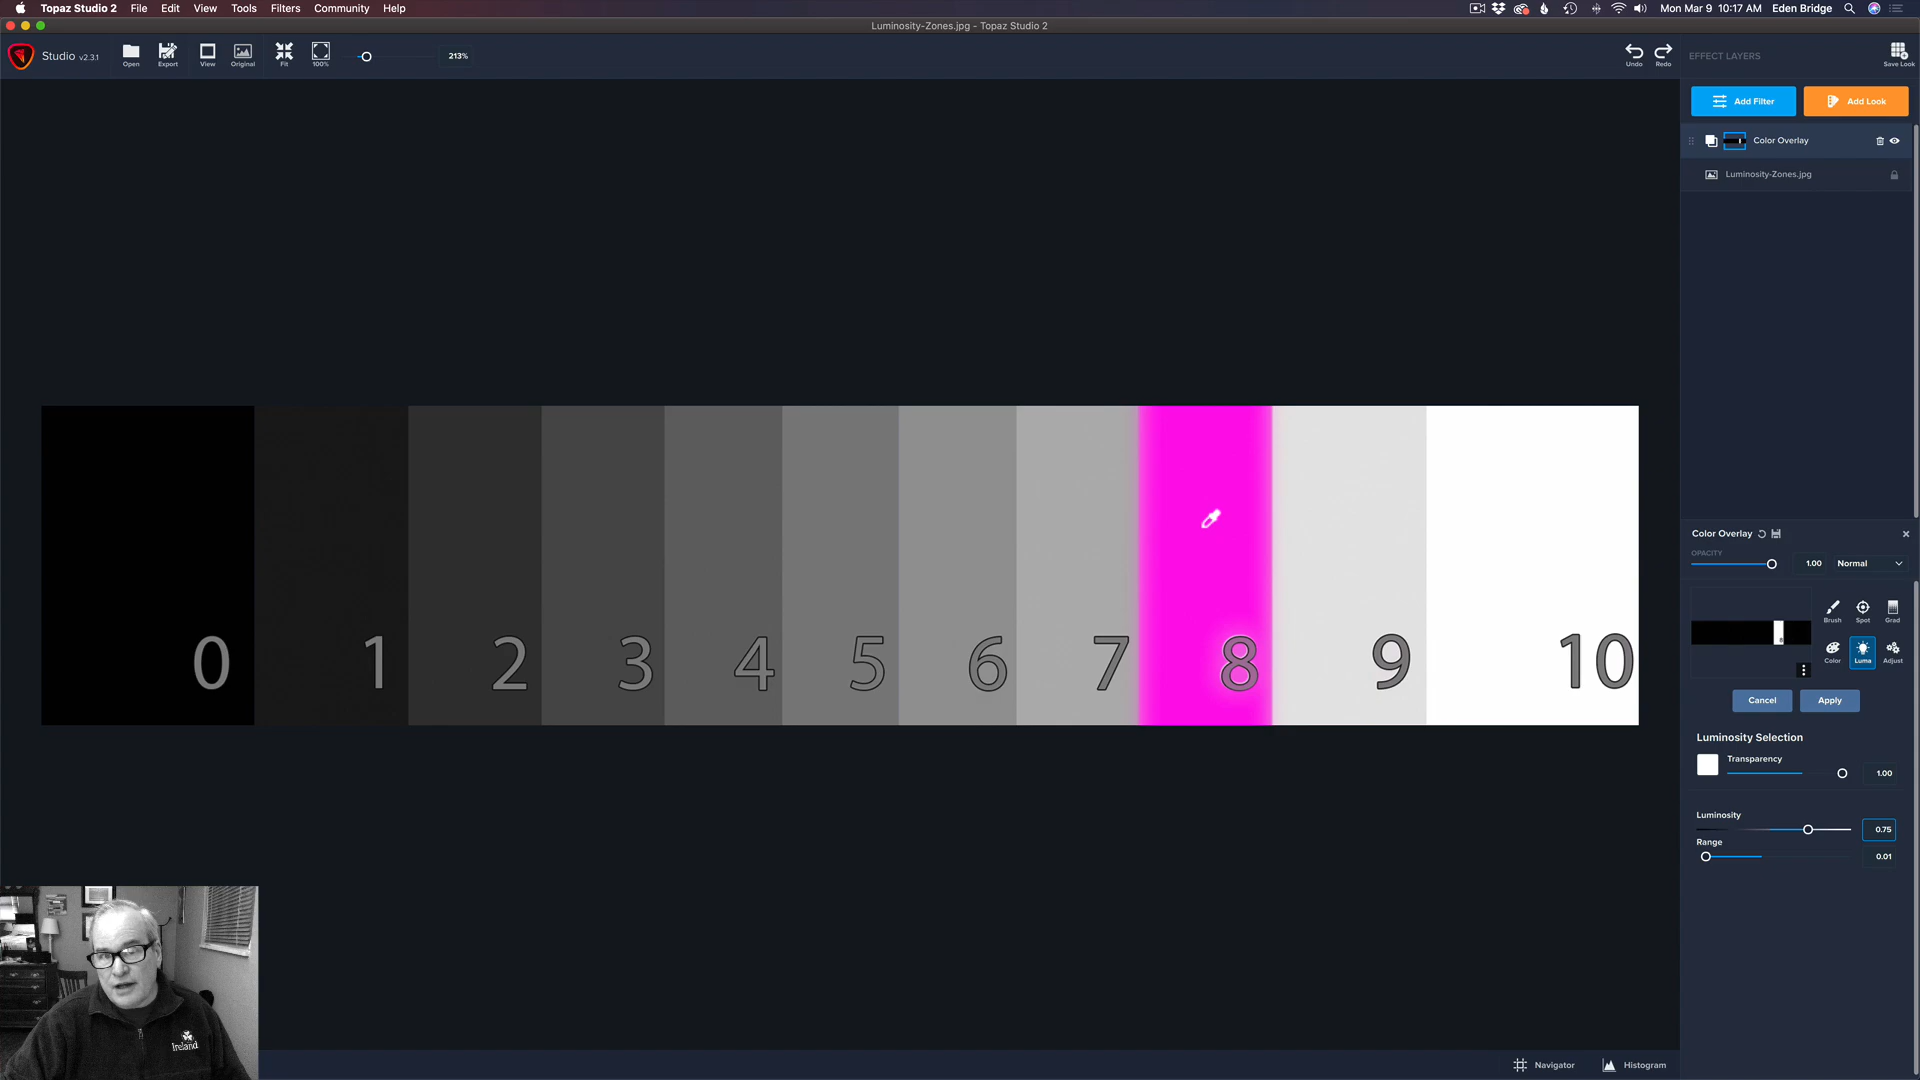 Topaz Studio 2 File Edit View Tools Filters Community Help Mon Mar 9 10:17 AM Eden Bridge
Luminosity-Zones.jpg - Topaz Studio 2
Studio v2.3.1 Open Export View Original Fit 100% 213% Undo Redo EFFECT LAYERS Save Look
Add Filter Add Look
Color Overlay
Luminosity-Zones.jpg
0 1 2 3 4 5 6 7 8 9 10
Color Overlay
OPACITY 1.00 Normal
Brush Spot Grad
Color Luma Adjust
Cancel Apply
Luminosity Selection
Transparency
1.00
Luminosity
0.75
Range
0.01
Ireland
Navigator Histogram